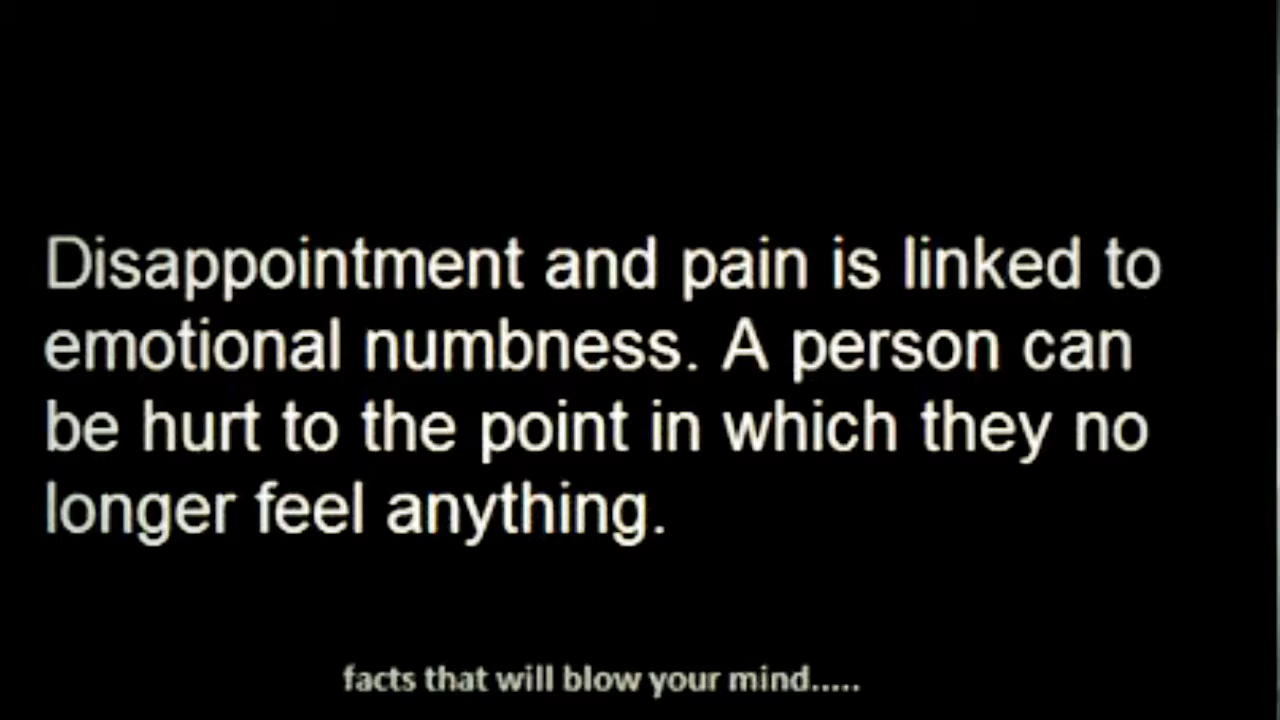 Disappointment and pain is linked to
emotional numbness. A person can
be hurt to the point in which they no
longer feel anything.
facts that will blow your mind.....